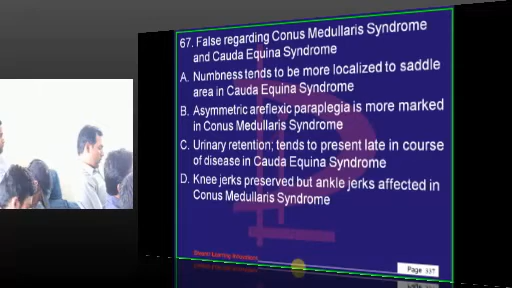 67. False regarding Conus Medullaris Syndrome
and Cauda Equina Syndrome
A. Numbness tends to be more localized to saddle
area in Cauda Equina Syndrome
B. Asymmetric areflexic paraplegia is more marked
in Conus Medullaris Syndrome
C. Urinary retention; tends to present late in course
of disease in Cauda Equina Syndrome
D. Knee jerks preserved but ankle jerks affected in
Conus Medullaris Syndrome
Page